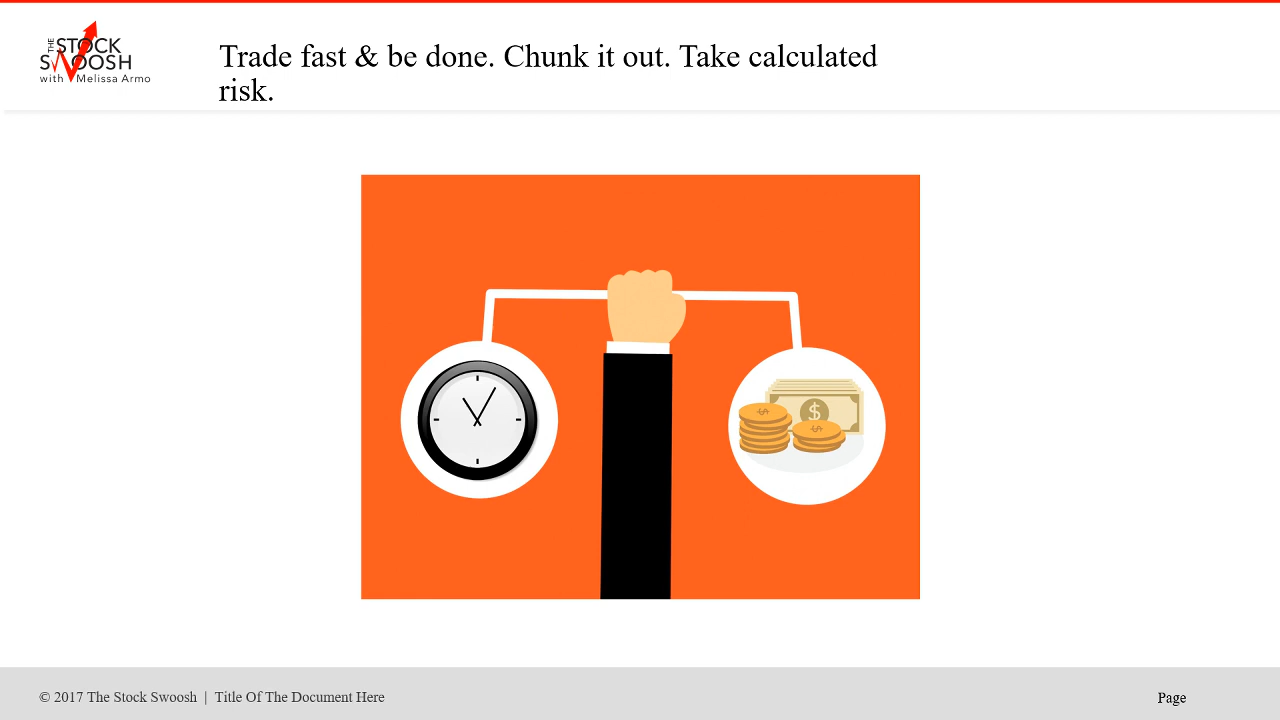 THE STOCK
SWOOSH
with Melissa Armo
Trade fast & be done. Chunk it out. Take calculated
risk.
$
$ $
© 2017 The Stock Swoosh | Title Of The Document Here
Page